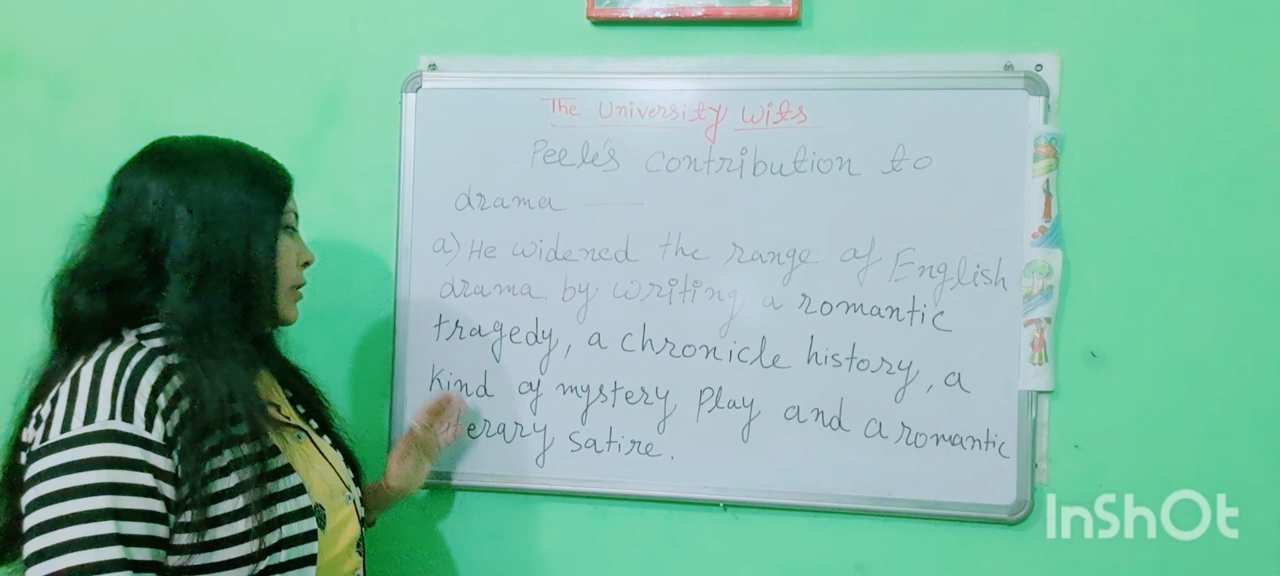 The University Wits
Peele's contribution to
drama —
a) He widened the range of English
drama by writing a romantic
tragedy, a chronicle history, a
kind of mystery play and a romantic
literary satire.
InShOt